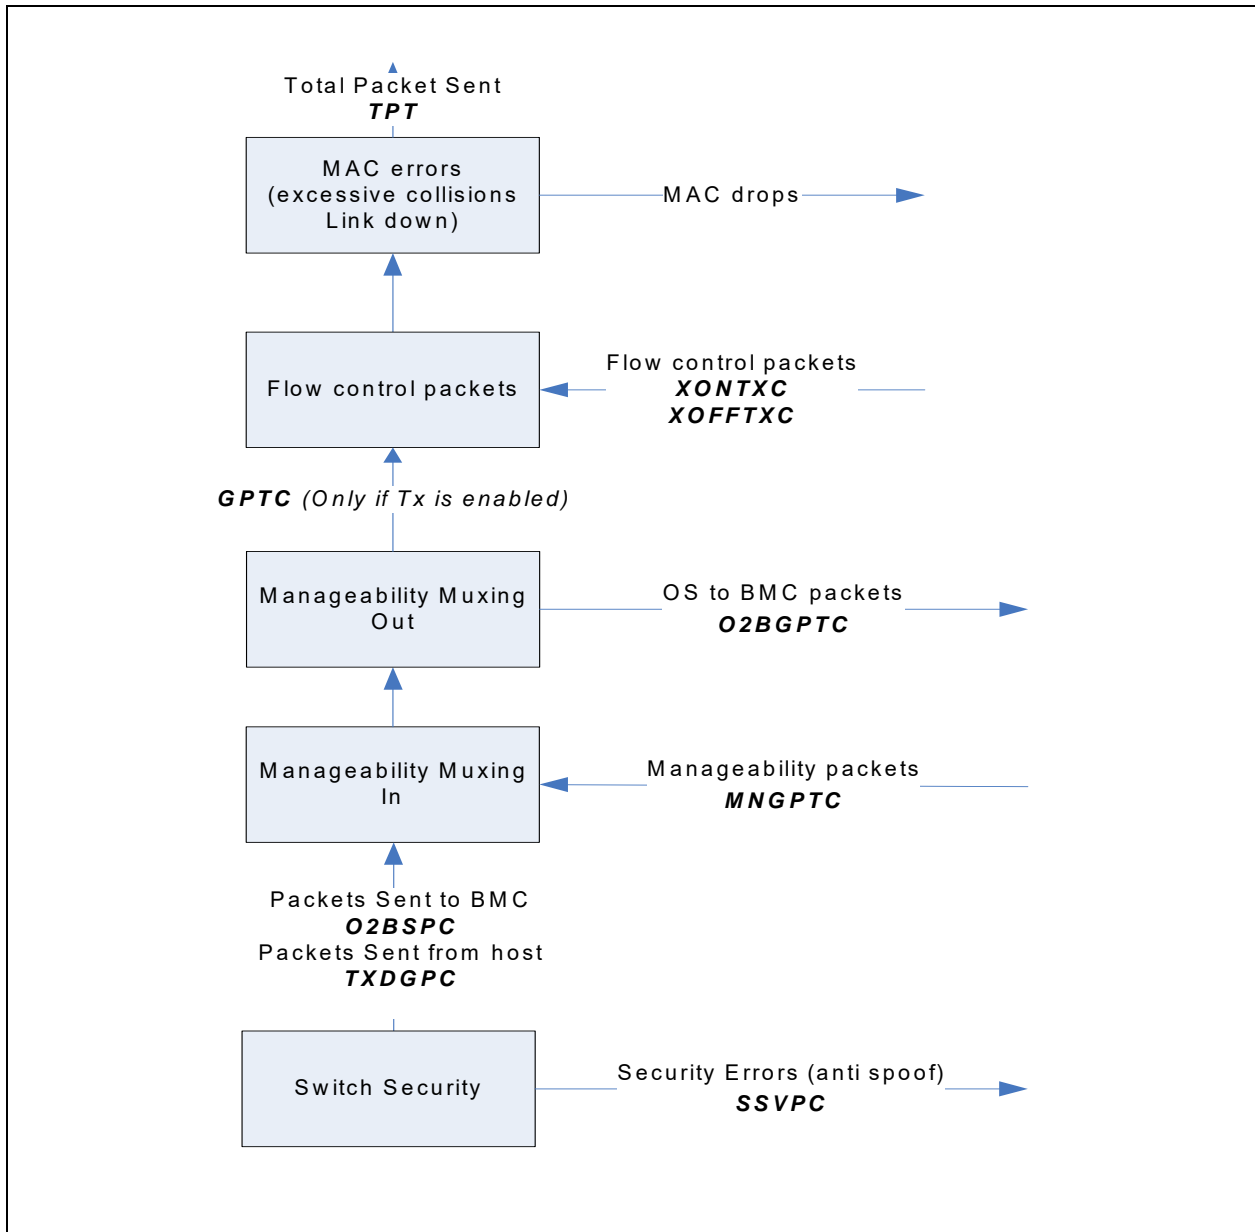 Total Packet Sent
TPT
MAC errors
(excessive collisions
Link down)
MAC drops
Flow control packets
Flow control packets
XONTXC
XOFFTXC
GPTC (Only if Tx is enabled)
Manageability Muxing
Out
OS to BMC packets
O2BGPTC
Manageability Muxing
In
Manageability packets
MNGPTC
Packets Sent to BMC
O2BSPC
Packets Sent from host
TXDGPC
Switch Security
Security Errors (anti spoof)
SSVPC